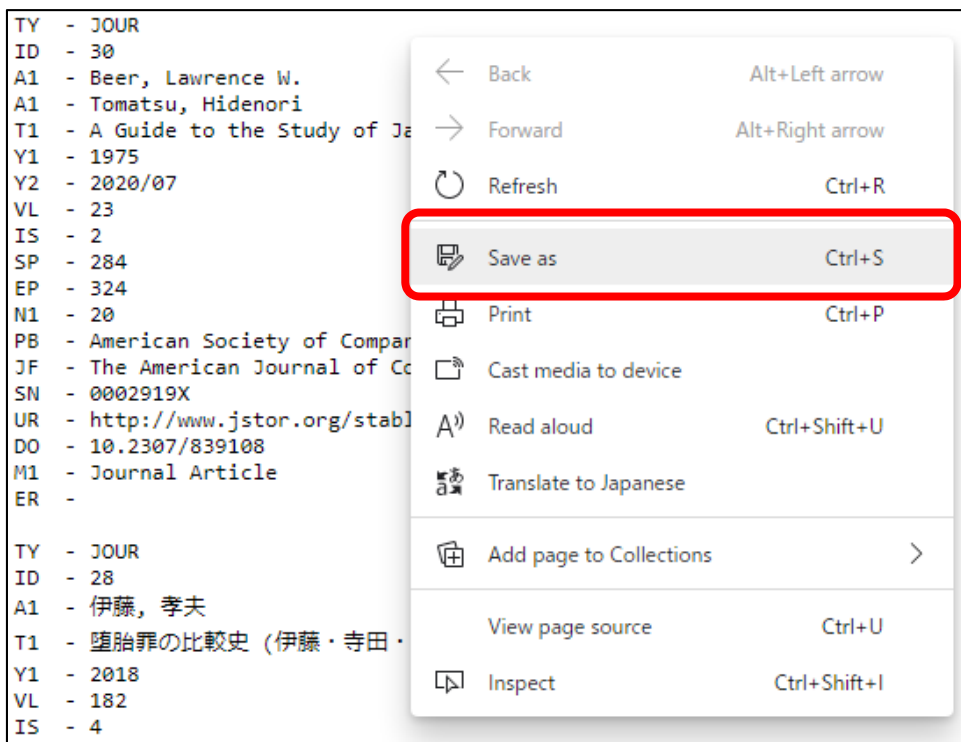 TY  - JOUR
ID  - 30
A1  - Beer, Lawrence W.
A1  - Tomatsu, Hidenori
T1  - A Guide to the Study of Ja
Y1  - 1975
Y2  - 2020/07
VL  - 23
IS  - 2
SP  - 284
EP  - 324
N1  - 20
PB  - American Society of Compar
JF  - The American Journal of Co
SN  - 0002919X
UR  - http://www.jstor.org/stabl
DO  - 10.2307/839108
M1  - Journal Article
ER  -
TY  - JOUR
ID  - 28
A1  - 伊藤, 孝夫
T1  - 堕胎罪の比較史 (伊藤・寺田・
Y1  - 2018
VL  - 182
IS  - 4
Back Alt+Left arrow
Forward Alt+Right arrow
Refresh Ctrl+R
Save as Ctrl+S
Print Ctrl+P
Cast media to device
Read aloud Ctrl+Shift+U
Translate to Japanese
Add page to Collections
View page source Ctrl+U
Inspect Ctrl+Shift+I